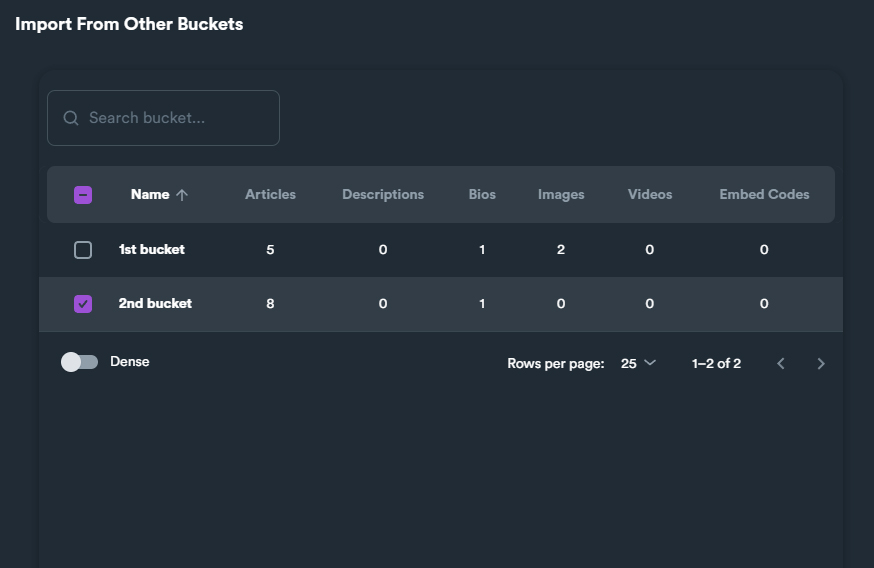 Import From Other Buckets
Search bucket...
Name Articles Descriptions Bios Images Videos Embed Codes
1st bucket 5 0 1 2 0 0
2nd bucket 8 0 1 0 0 0
Dense Rows per page: 25 1–2 of 2